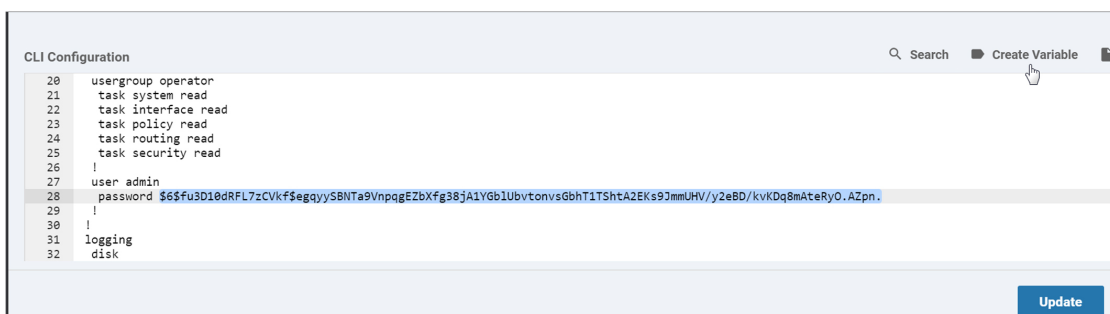 CLI Configuration Search Create Variable
20 usergroup operator
21 task system read
22 task interface read
23 task policy read
24 task routing read
25 task security read
26 !
27 user admin
28 password $6$fu3D10dRFL7zCVkf$egqyySBNTa9VnpqgEZbXfg38jA1YGblUbvtonvsGbhT1TShtA2EKs9JmmUHV/y2eBD/kvKDq8mAteRyO.AZpn.
29 !
30 !
31 logging
32 disk
Update